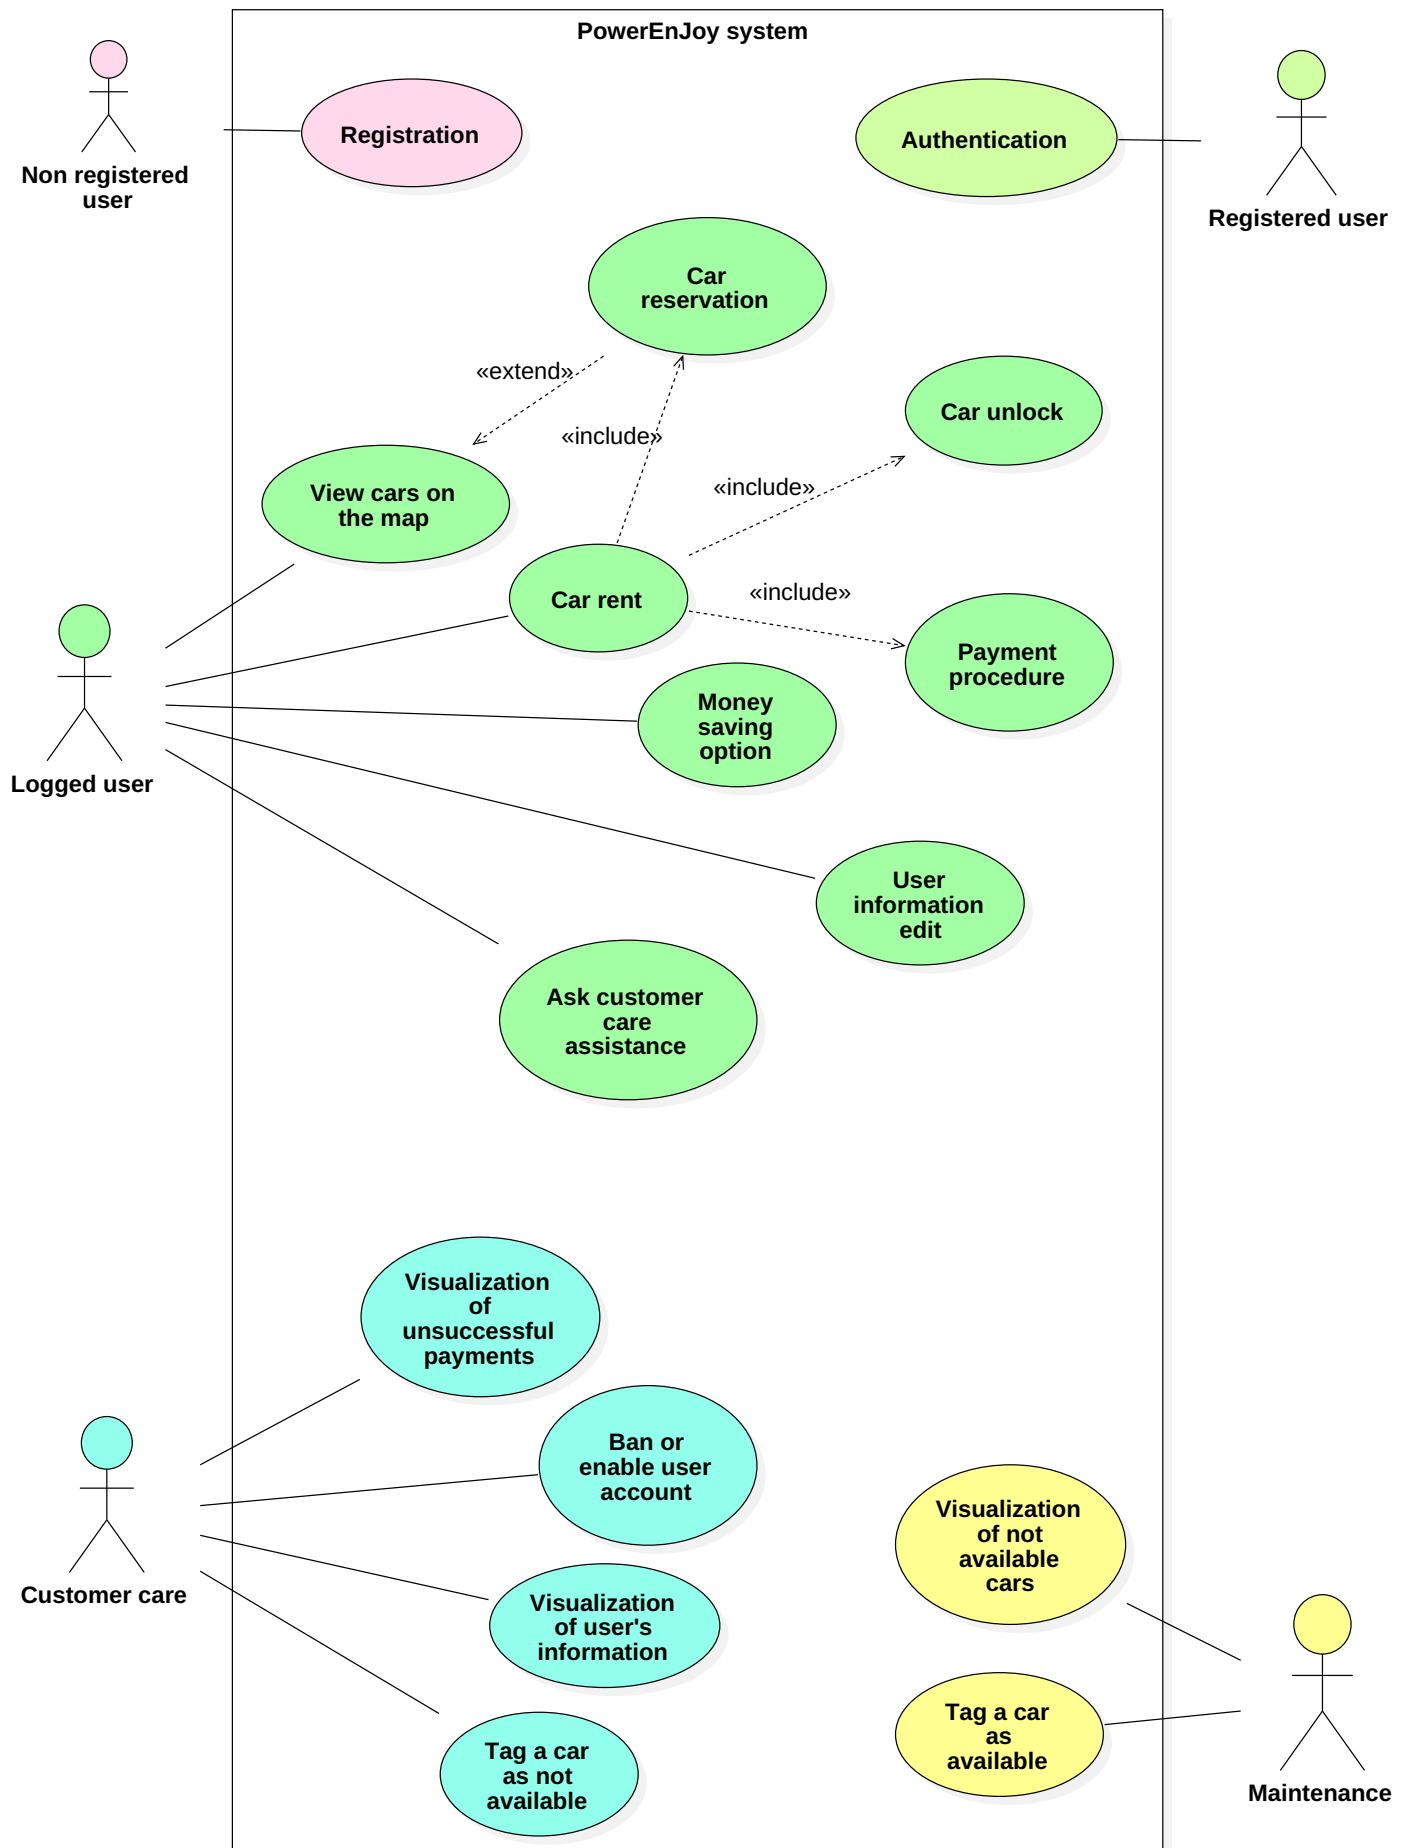 PowerEnJoy system
Non registered
user
Registration
Authentication
Registered user
Car
reservation
«extend»
«include»
Car unlock
View cars on
the map
«include»
Car rent
«include»
Payment
procedure
Logged user
Money
saving
option
User
information
edit
Ask customer
care
assistance
Visualization
of
unsuccessful
payments
Customer care
Ban or
enable user
account
Visualization
of user's
information
Tag a car
as not
available
Visualization
of not
available
cars
Tag a car
as
available
Maintenance